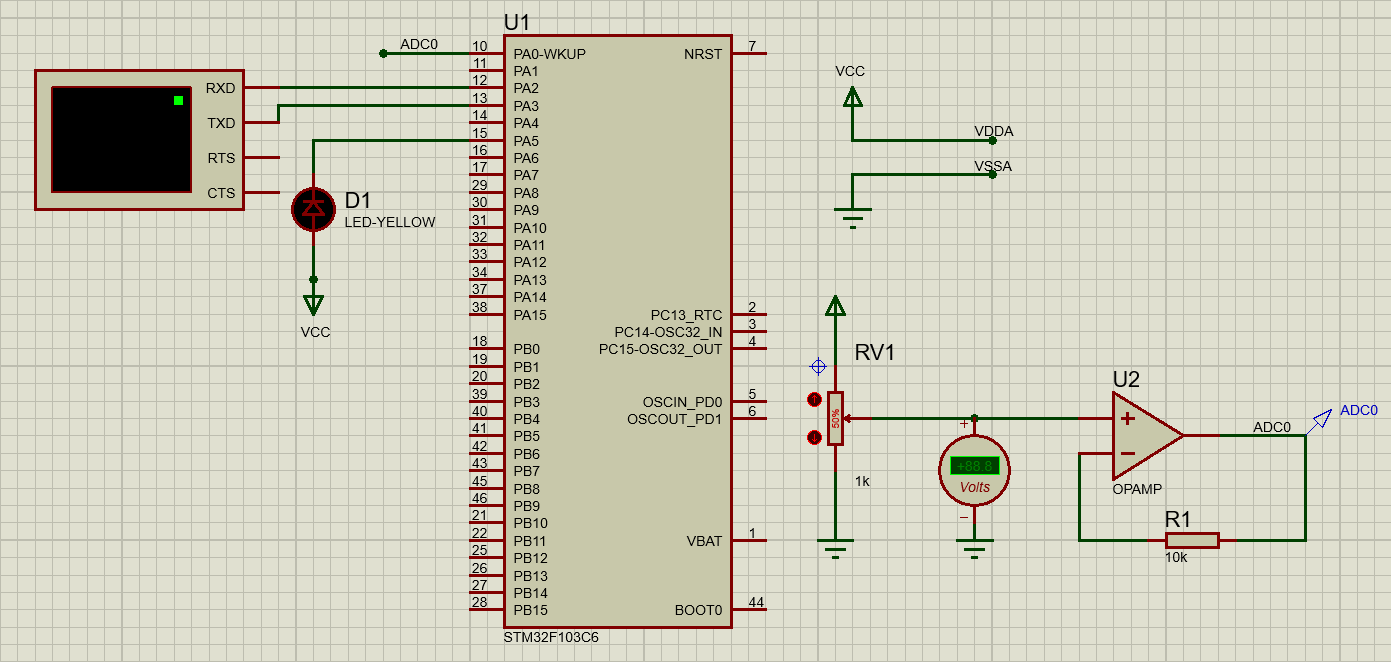 U1
ADC0
10 PA0-WKUP
11 PA1
12 PA2
13 PA3
14 PA4
15 PA5
16 PA6
17 PA7
29 PA8
30 PA9
31 PA10
32 PA11
33 PA12
34 PA13
37 PA14
38 PA15
18 PB0
19 PB1
20 PB2
39 PB3
40 PB4
41 PB5
42 PB6
43 PB7
45 PB8
46 PB9
21 PB10
22 PB11
25 PB12
26 PB13
27 PB14
28 PB15
NRST 7
PC13_RTC 2
PC14-OSC32_IN 3
PC15-OSC32_OUT 4
OSCIN_PD0 5
OSCOUT_PD1 6
VBAT 1
BOOT0 44
STM32F103C6
RXD
TXD
RTS
CTS
D1
LED-YELLOW
VCC
VCC
VDDA
VSSA
RV1
50%
1k
+
+88.8
Volts
−
U2
+
−
OPAMP
ADC0
ADC0
R1
10k